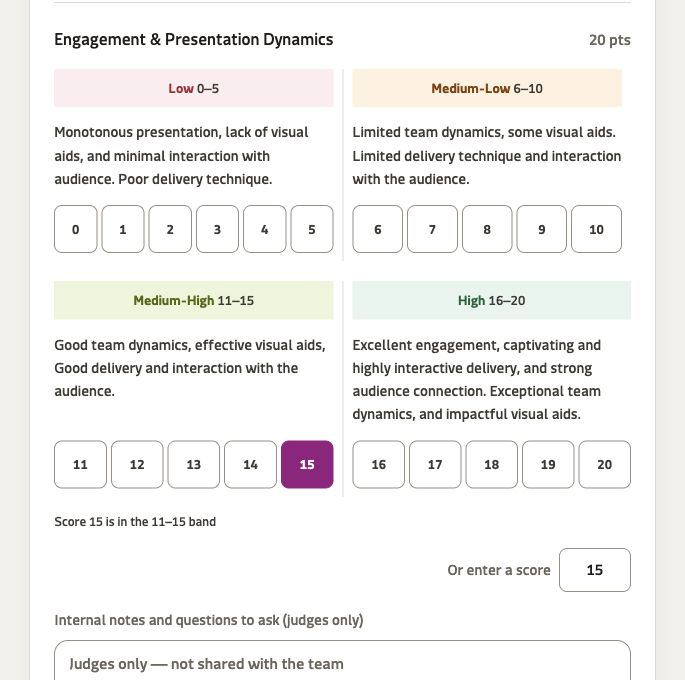 Engagement & Presentation Dynamics
20 pts
Low 0–5
Monotonous presentation, lack of visual
aids, and minimal interaction with
audience. Poor delivery technique.
0 1 2 3 4 5
Medium-Low 6–10
Limited team dynamics, some visual aids.
Limited delivery technique and interaction
with the audience.
6 7 8 9 10
Medium-High 11–15
Good team dynamics, effective visual aids,
Good delivery and interaction with the
audience.
11 12 13 14 15
High 16–20
Excellent engagement, captivating and
highly interactive delivery, and strong
audience connection. Exceptional team
dynamics, and impactful visual aids.
16 17 18 19 20
Score 15 is in the 11–15 band
Or enter a score 15
Internal notes and questions to ask (judges only)
Judges only — not shared with the team